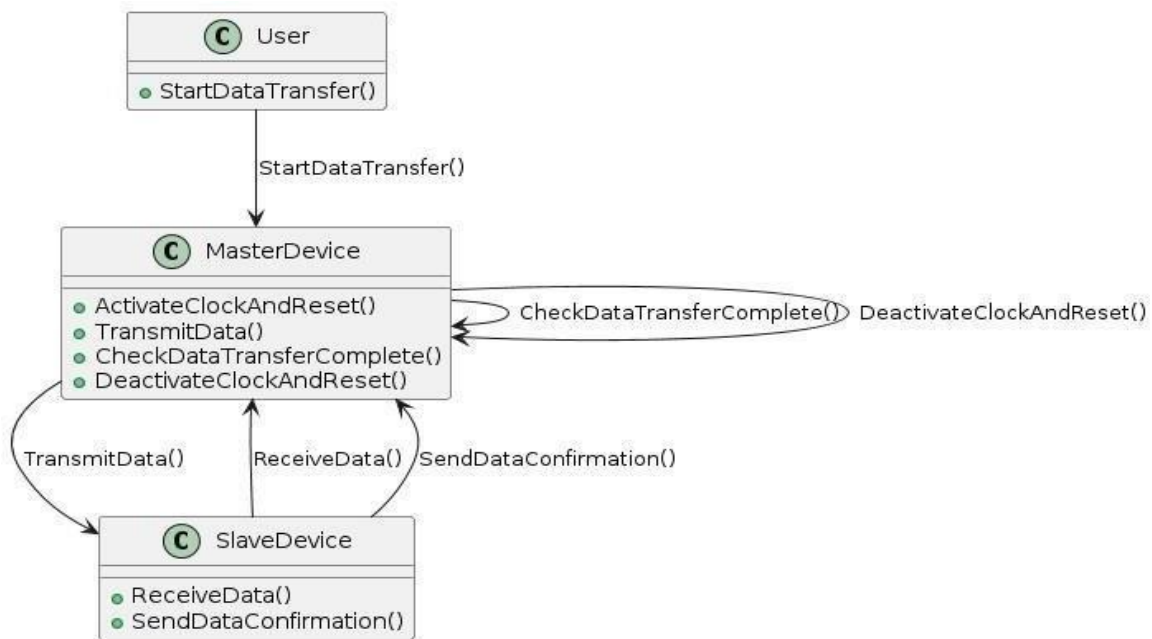 C User
StartDataTransfer()
StartDataTransfer()
C MasterDevice
ActivateClockAndReset()
TransmitData()
CheckDataTransferComplete()
DeactivateClockAndReset()
CheckDataTransferComplete()
DeactivateClockAndReset()
TransmitData()
ReceiveData()
SendDataConfirmation()
C SlaveDevice
ReceiveData()
SendDataConfirmation()